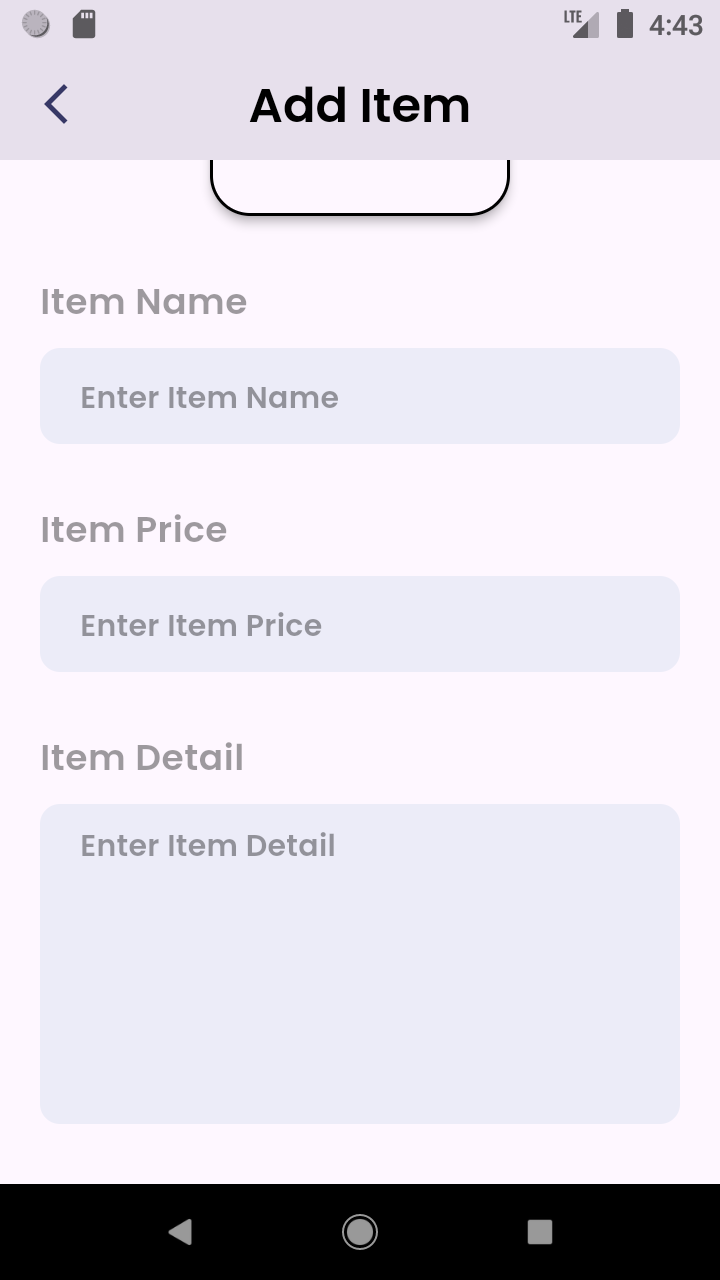 LTE 4:43
Add Item
Item Name
Enter Item Name
Item Price
Enter Item Price
Item Detail
Enter Item Detail